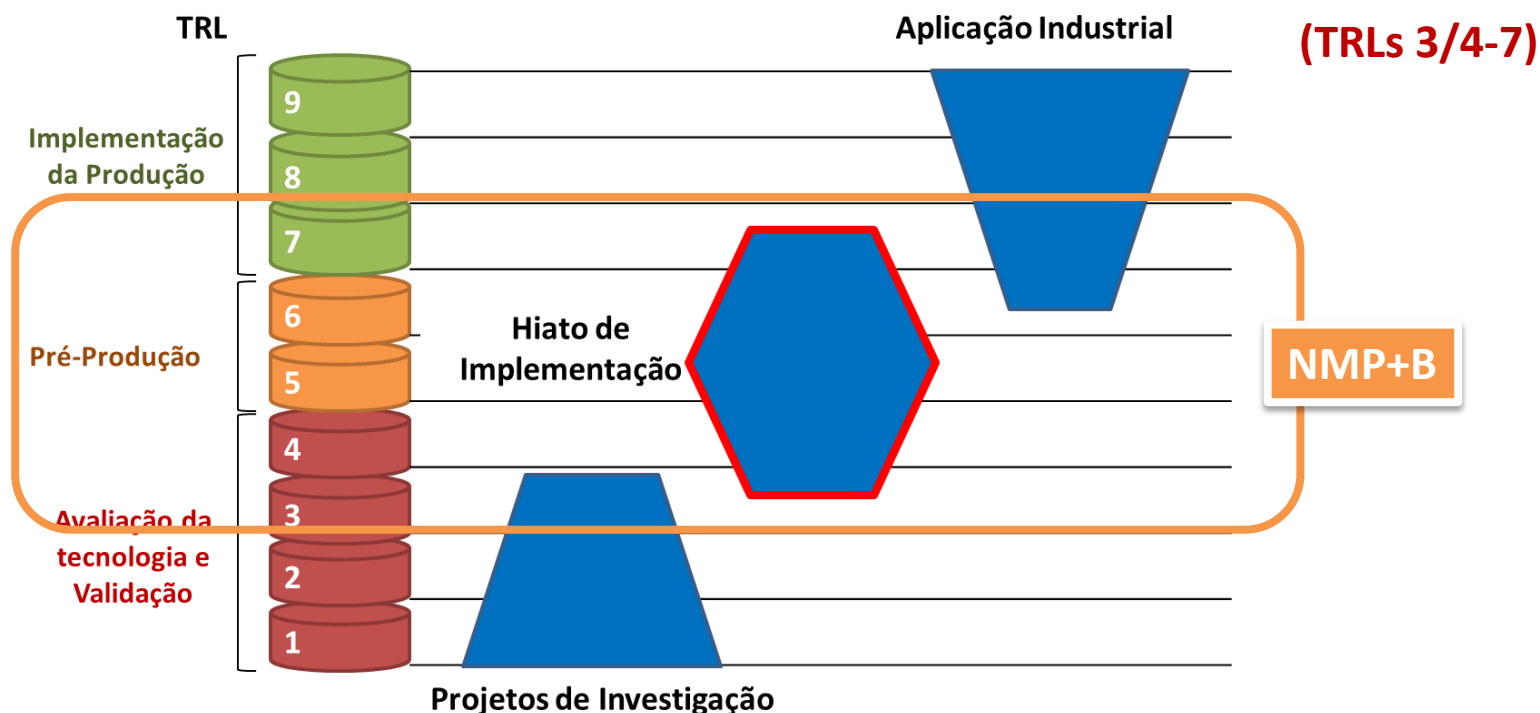 TRL
Aplicação Industrial
(TRLs 3/4-7)
9
Implementação
da Produção
8
7
6
Hiato de
Implementação
Pré-Produção
NMP+B
5
4
3
Avaliação da
tecnologia e
Validação
2
1
Projetos de Investigação